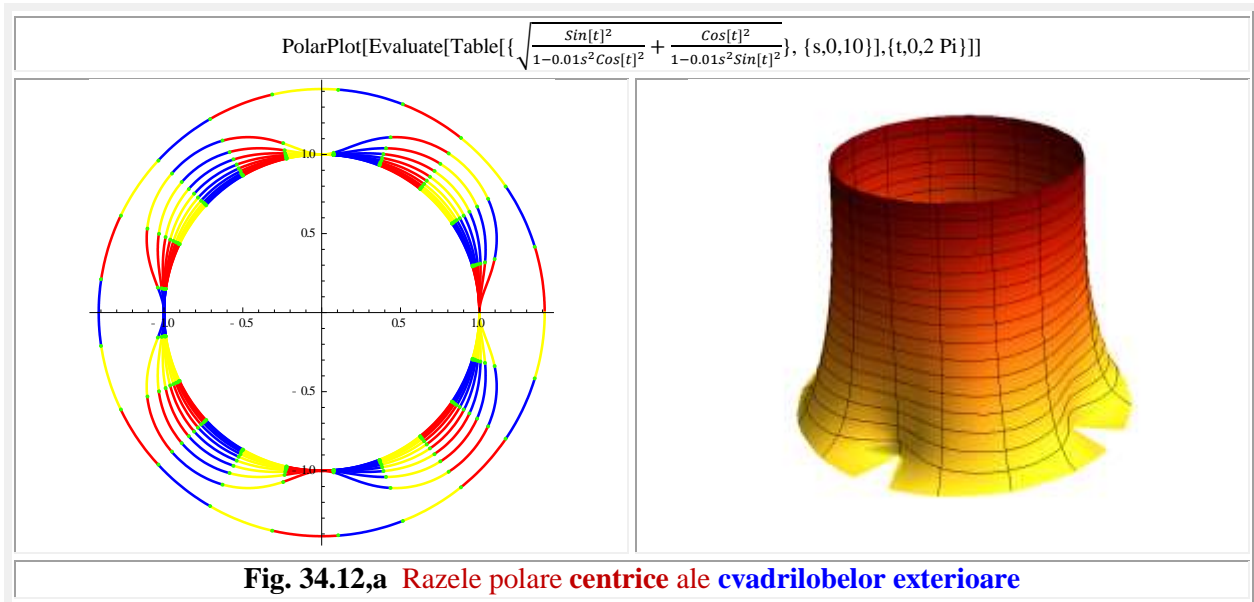 PolarPlot[Evaluate[Table[{√(Sin[t]²/(1−0.01s²Cos[t]²) + Cos[t]²/(1−0.01s²Sin[t]²))}, {s,0,10}],{t,0,2 Pi}]]
1.0
0.5
- 1.0 - 0.5 0.5 1.0
- 0.5
- 1.0
Fig. 34.12,a Razele polare centrice ale cvadrilobelor exterioare